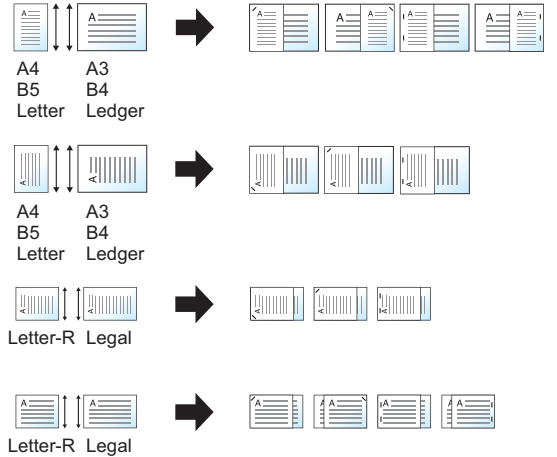 A A A A A A
A4 A3
B5 B4
Letter Ledger
A A A A A
A4 A3
B5 B4
Letter Ledger
A A A A A
Letter-R Legal
A A A A A A A A
Letter-R Legal